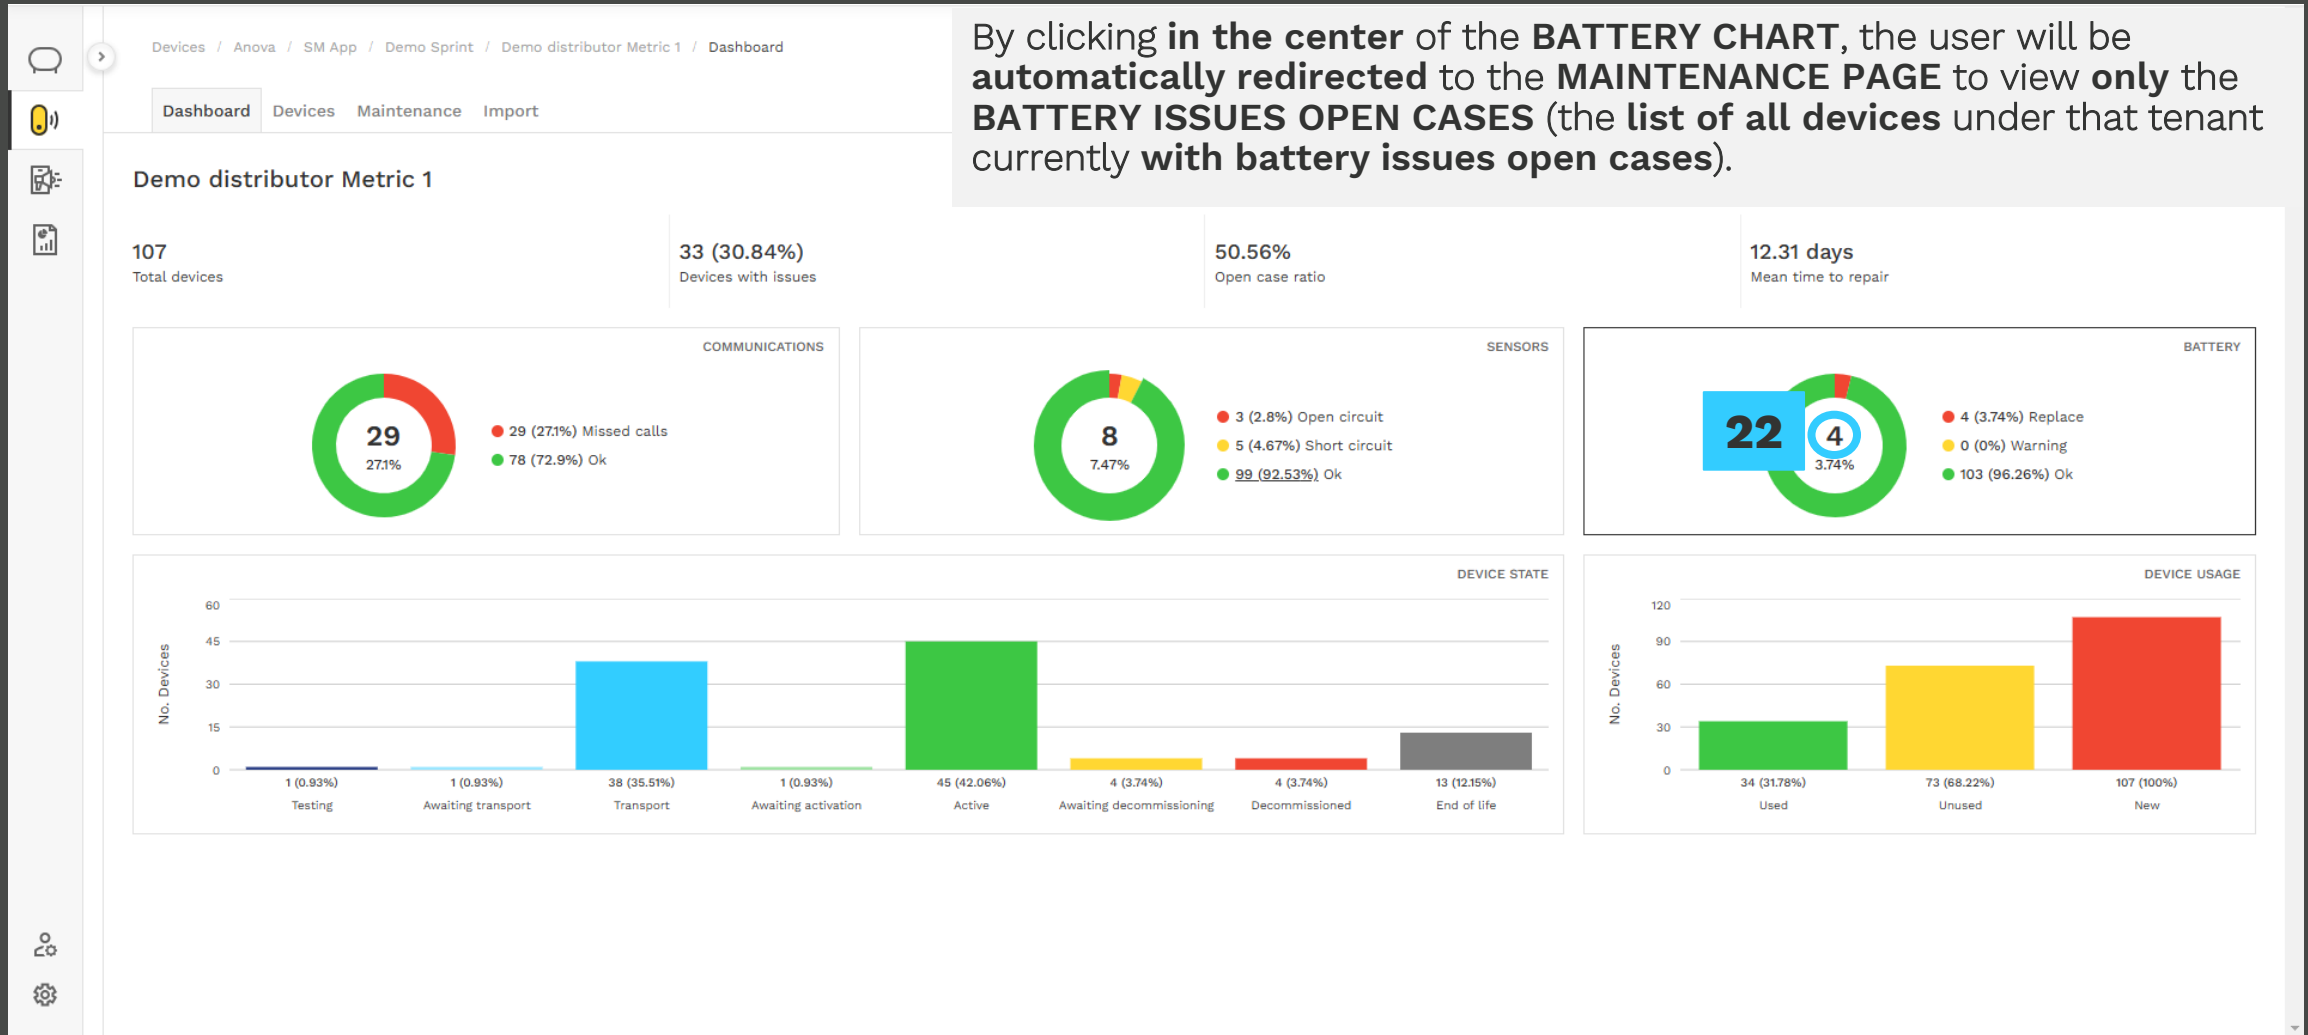 By clicking in the center of the BATTERY CHART, the user will be
automatically redirected to the MAINTENANCE PAGE to view only the
BATTERY ISSUES OPEN CASES (the list of all devices under that tenant
currently with battery issues open cases).
Devices / Anova / SM App / Demo Sprint / Demo distributor Metric 1 / Dashboard
Dashboard Devices Maintenance Import
Demo distributor Metric 1
107
Total devices
33 (30.84%)
Devices with issues
50.56%
Open case ratio
12.31 days
Mean time to repair
COMMUNICATIONS
29
27.1%
29 (27.1%) Missed calls
78 (72.9%) Ok
SENSORS
8
7.47%
3 (2.8%) Open circuit
5 (4.67%) Short circuit
99 (92.53%) Ok
BATTERY
22
4
3.74%
4 (3.74%) Replace
0 (0%) Warning
103 (96.26%) Ok
DEVICE STATE
No. Devices
60
45
30
15
0
1 (0.93%)
Testing
1 (0.93%)
Awaiting transport
38 (35.51%)
Transport
1 (0.93%)
Awaiting activation
45 (42.06%)
Active
4 (3.74%)
Awaiting decommissioning
4 (3.74%)
Decommissioned
13 (12.15%)
End of life
DEVICE USAGE
No. Devices
120
90
60
30
0
34 (31.78%)
Used
73 (68.22%)
Unused
107 (100%)
New